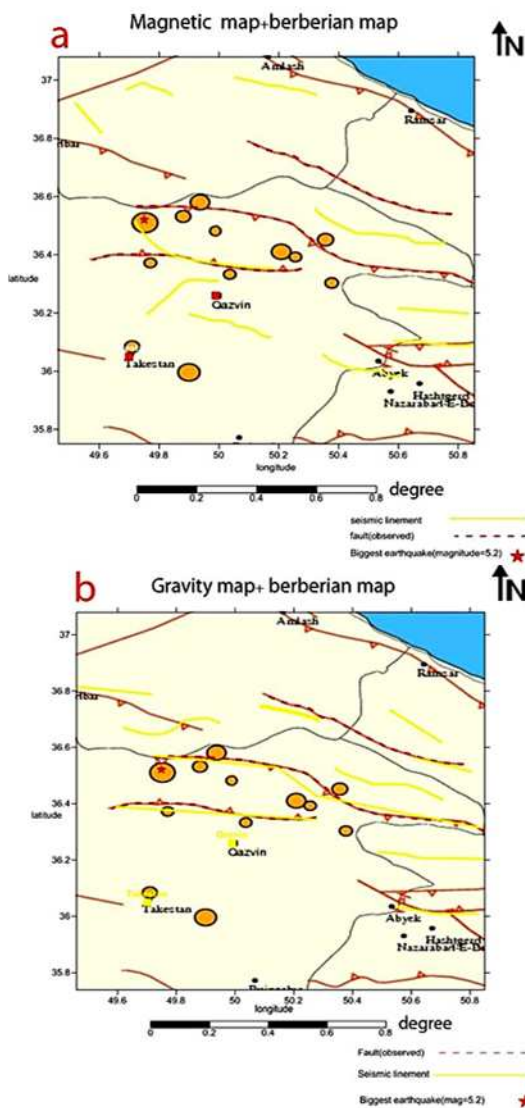 Magnetic map+berberian map
a
N
37
Amlash
Ramsar
dbar
36.8
36.6
36.4
latitude
36.2
Qazvin
Takestan
36
Abyek
Hashtgerd
Nazarabad-E-De
35.8
49.6 49.8 50 50.2 50.4 50.6 50.8
longitude
0 0.2 0.4 0.6 0.8 degree
seismic linement
fault(observed)
Biggest earthquake(magnitude=5.2)
b
Gravity map+ berberian map
N
37
Amlash
Ramsar
dbar
36.8
36.6
36.4
latitude
36.2
Qazvin
Takestan
36
Abyek
Hashtgerd
Nazarabad-E-De
35.8
49.6 49.8 50 50.2 50.4 50.6 50.8
longitude
0 0.2 0.4 0.6 0.8 degree
Fault(observed)
Seismic linement
Biggest earthquake(mag=5.2)